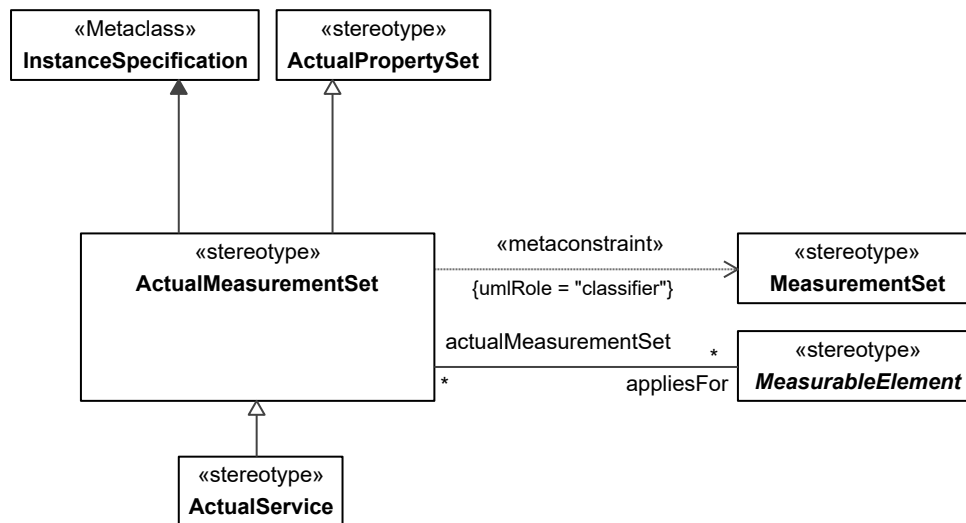 «Metaclass»
InstanceSpecification
«stereotype»
ActualPropertySet
«stereotype»
ActualMeasurementSet
«metaconstraint»
{umlRole = "classifier"}
«stereotype»
MeasurementSet
actualMeasurementSet
*
*
appliesFor
«stereotype»
MeasurableElement
«stereotype»
ActualService